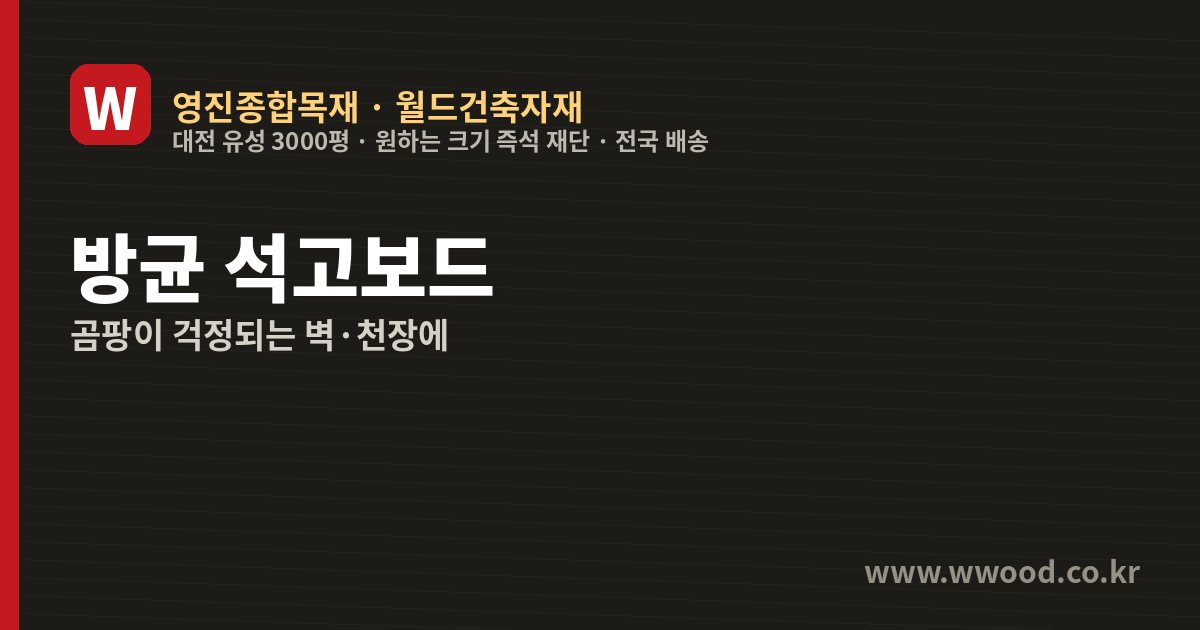 W
영진종합목재 · 월드건축자재
대전 유성 3000평 · 원하는 크기 즉석 재단 · 전국 배송
방균 석고보드
곰팡이 걱정되는 벽·천장에
www.wwood.co.kr